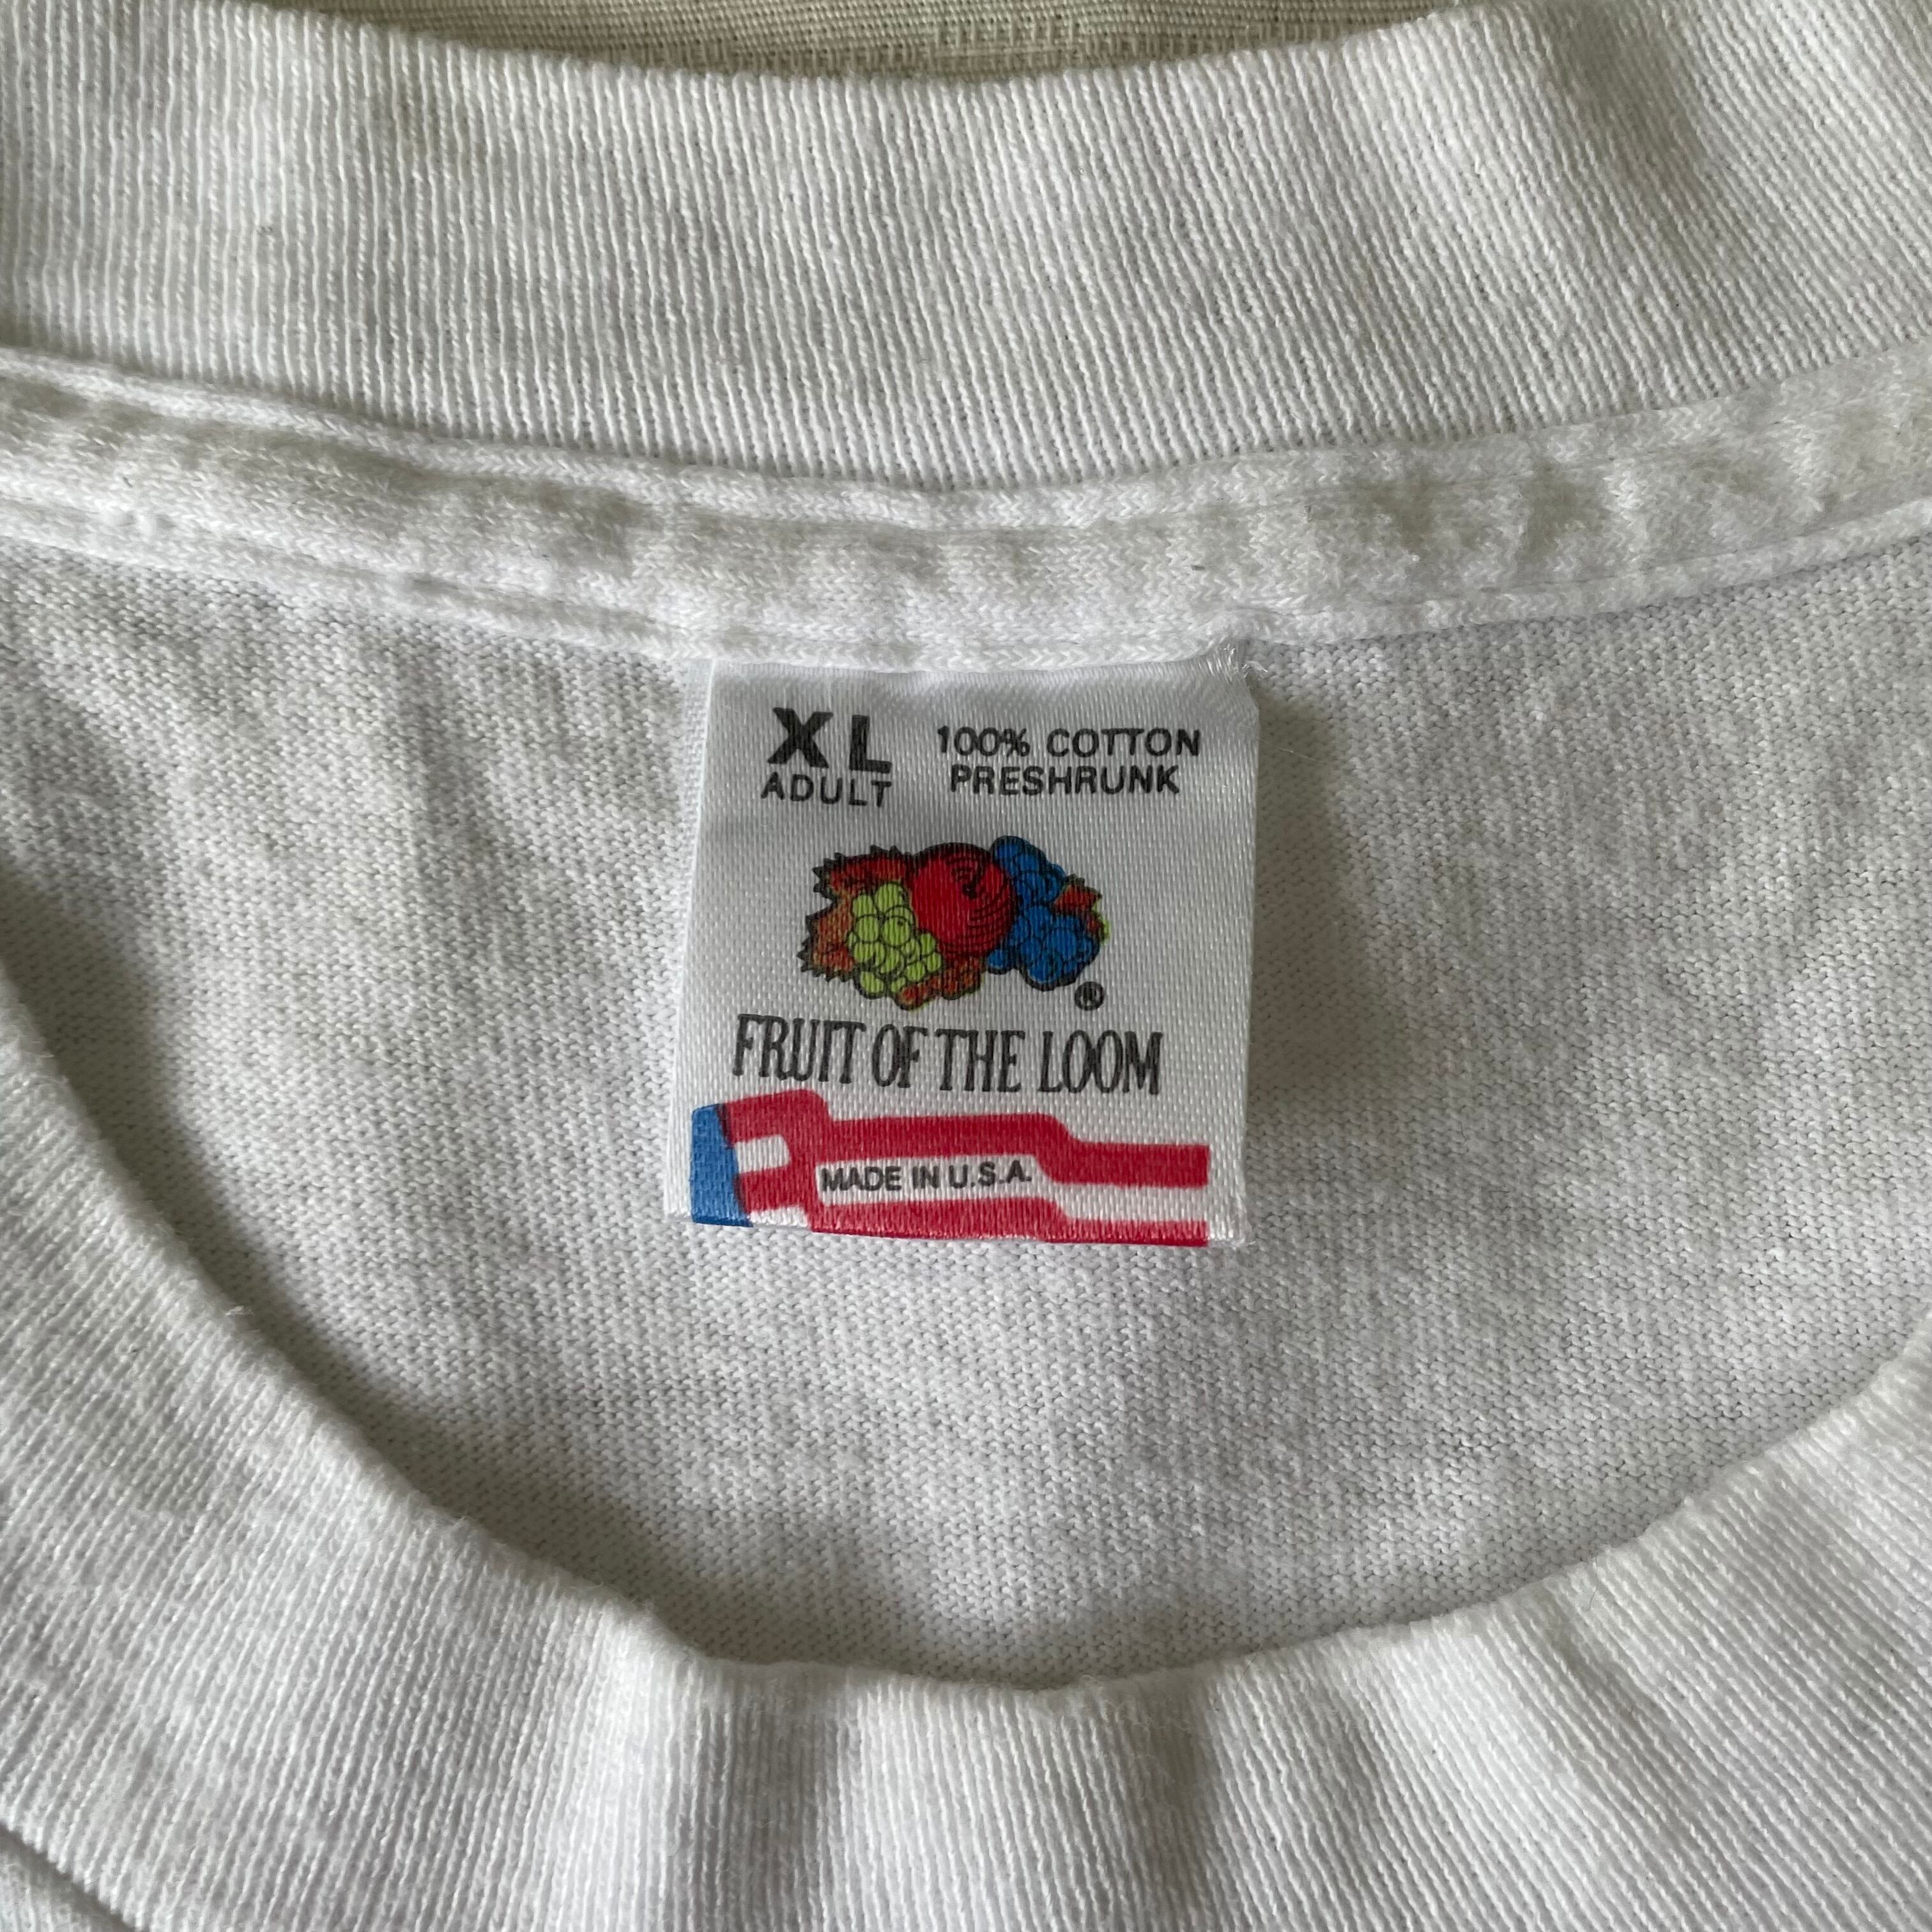 XL
ADULT
100% COTTON
PRESHRUNK
®
FRUIT OF THE LOOM
MADE IN U.S.A.